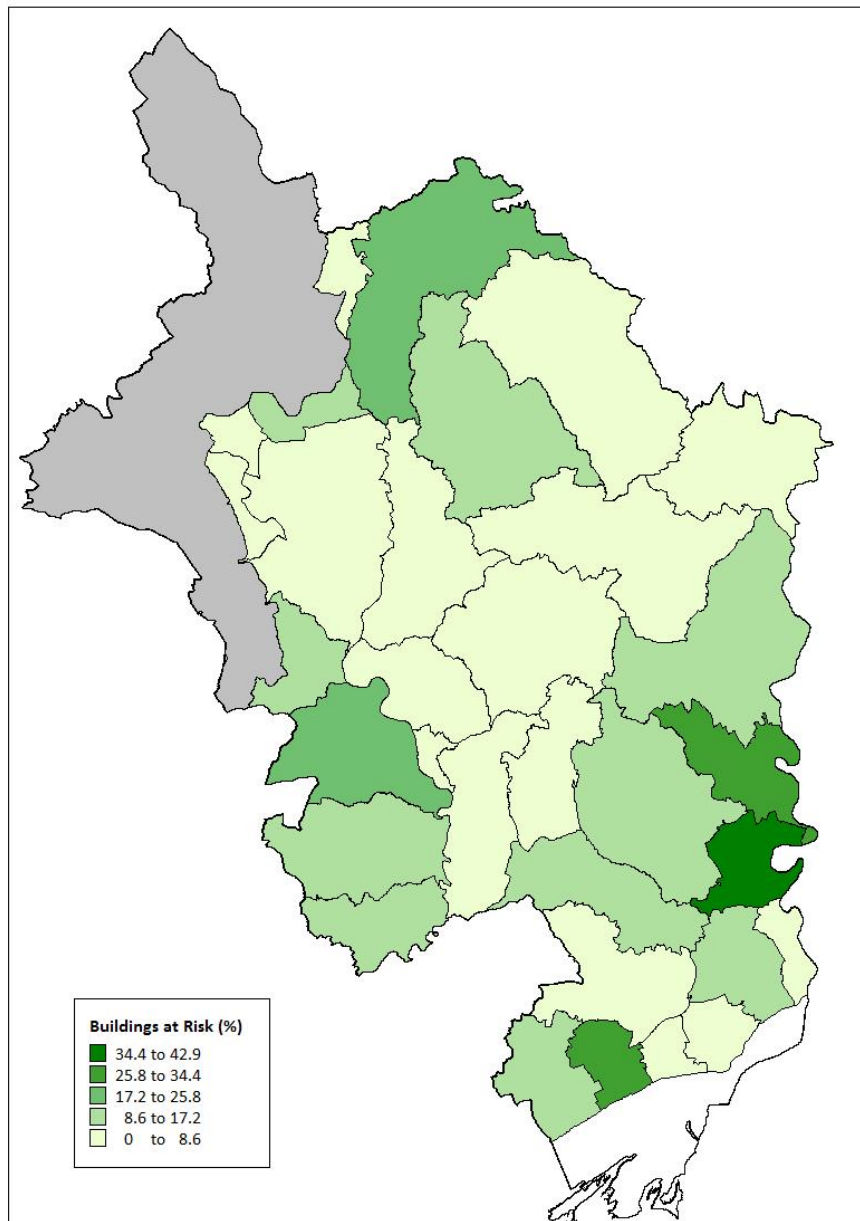 Buildings at Risk (%)
34.4 to 42.9
25.8 to 34.4
17.2 to 25.8
8.6 to 17.2
0 to 8.6